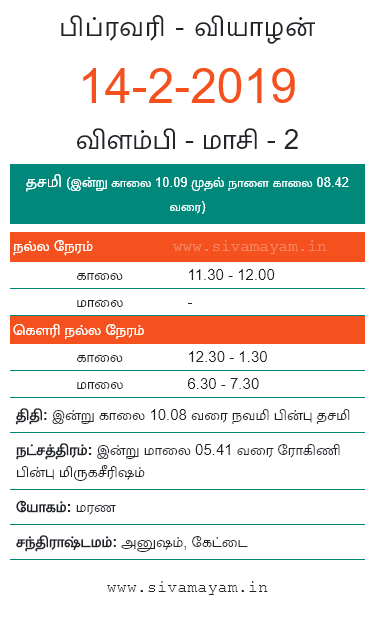 பிப்ரவரி - வியாழன்
14-2-2019
விளம்பி - மாசி - 2
தசமி (இன்று காலை 10.09 முதல் நாளை காலை 08.42
வரை)
நல்ல நேரம் www.sivamayam.in
காலை 11.30 - 12.00
மாலை -
கௌரி நல்ல நேரம்
காலை 12.30 - 1.30
மாலை 6.30 - 7.30
திதி: இன்று காலை 10.08 வரை நவமி பின்பு தசமி
நட்சத்திரம்: இன்று மாலை 05.41 வரை ரோகிணி
பின்பு மிருகசீரிஷம்
யோகம்: மரண
சந்திராஷ்டமம்: அனுஷம், கேட்டை
www.sivamayam.in